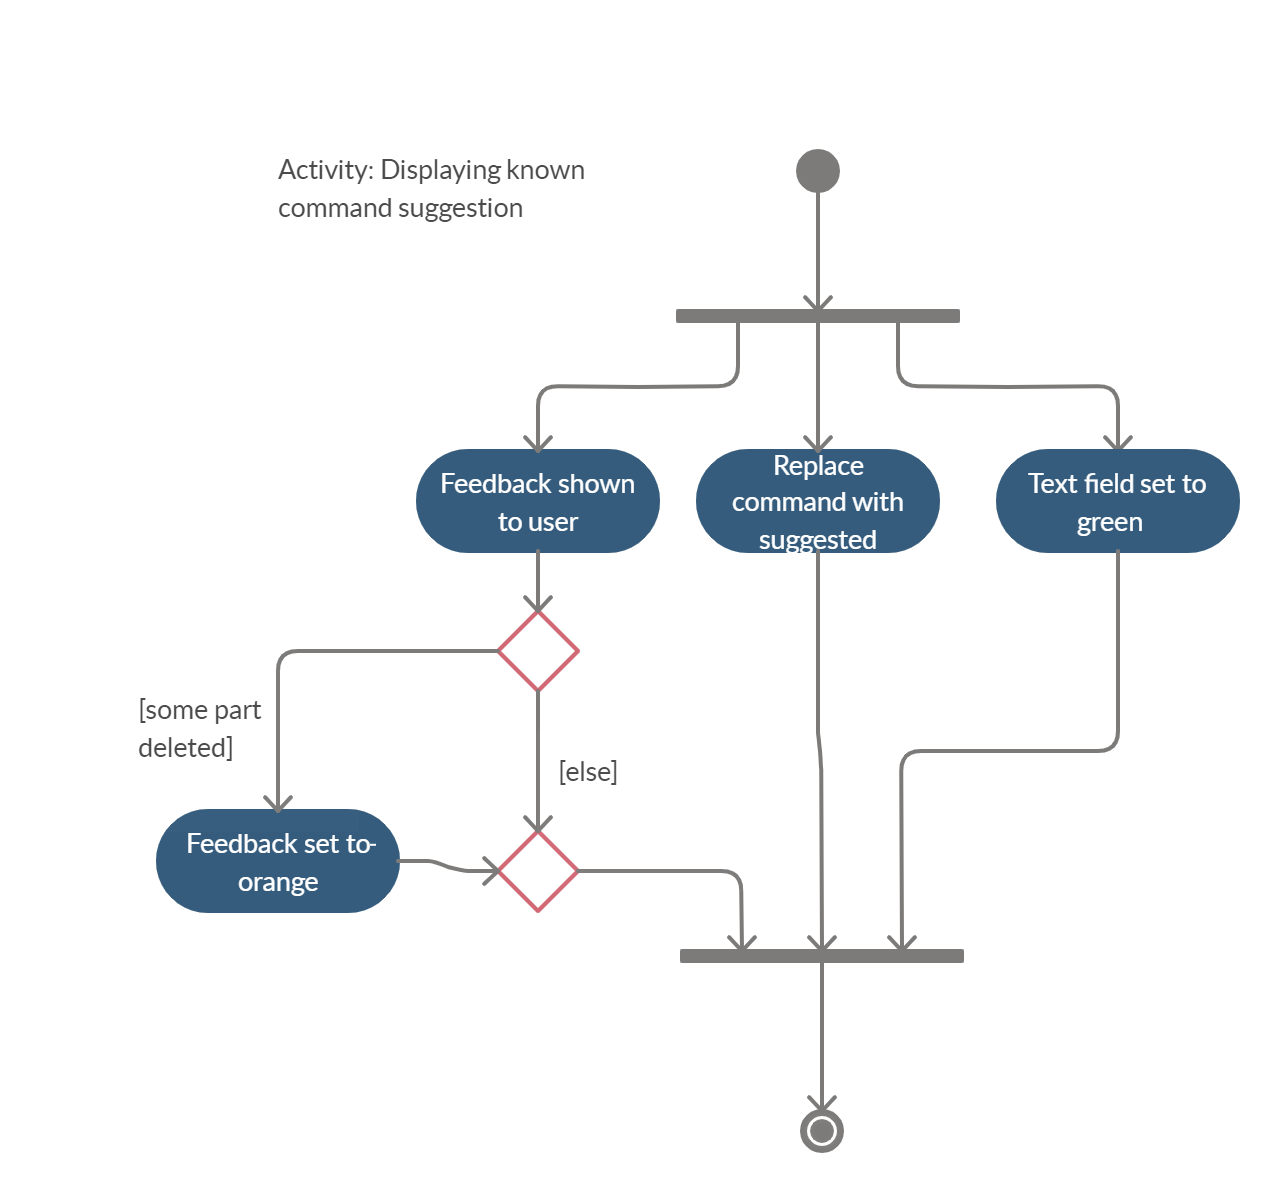 Activity: Displaying known
command suggestion
Feedback shown
to user
Replace
command with
suggested
Text field set to
green
[some part
deleted]
[else]
Feedback set to
orange